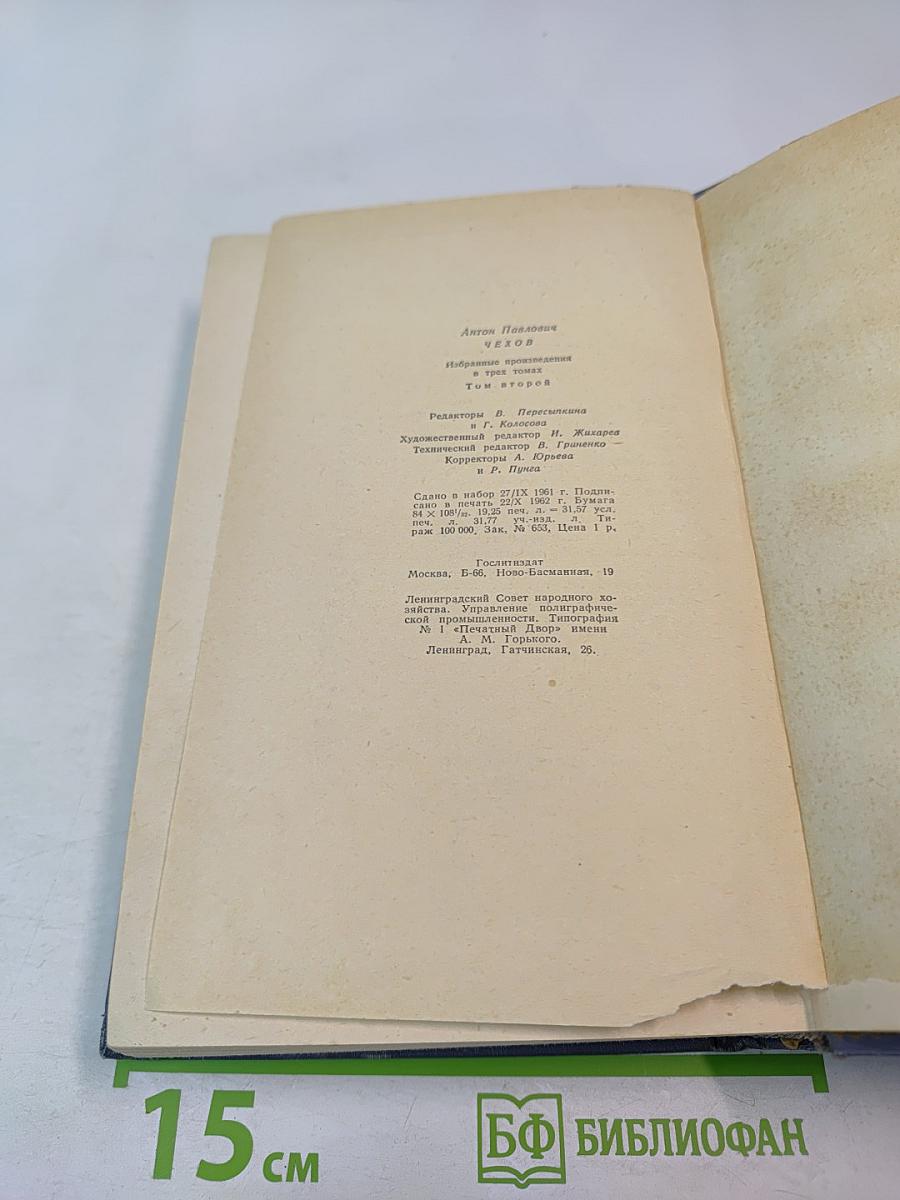 Антон Павлович
ЧЕХОВ
Избранные произведения
в трех томах
Том второй
Редакторы В. Пересыпкина
и Г. Колосова
Художественный редактор И. Жихарев
Технический редактор В. Гриненко —
Корректоры А. Юрьева
и Р. Пунга
Сдано в набор 27/IX 1961 г. Подпи-
сано в печать 22/X 1962 г. Бумага
84 × 108¹/₃₂. 19,25 печ. л. = 31,57 усл.
печ. л. 31,77 уч.-изд. л. Ти-
раж 100 000. Зак. № 653, Цена 1 р.
Гослитиздат
Москва, Б-66, Ново-Басманная, 19
Ленинградский Совет народного хо-
зяйства. Управление полиграфиче-
ской промышленности. Типография
№ 1 «Печатный Двор» имени
А. М. Горького.
Ленинград, Гатчинская, 26.
15 см
БФ БИБЛИОФАН